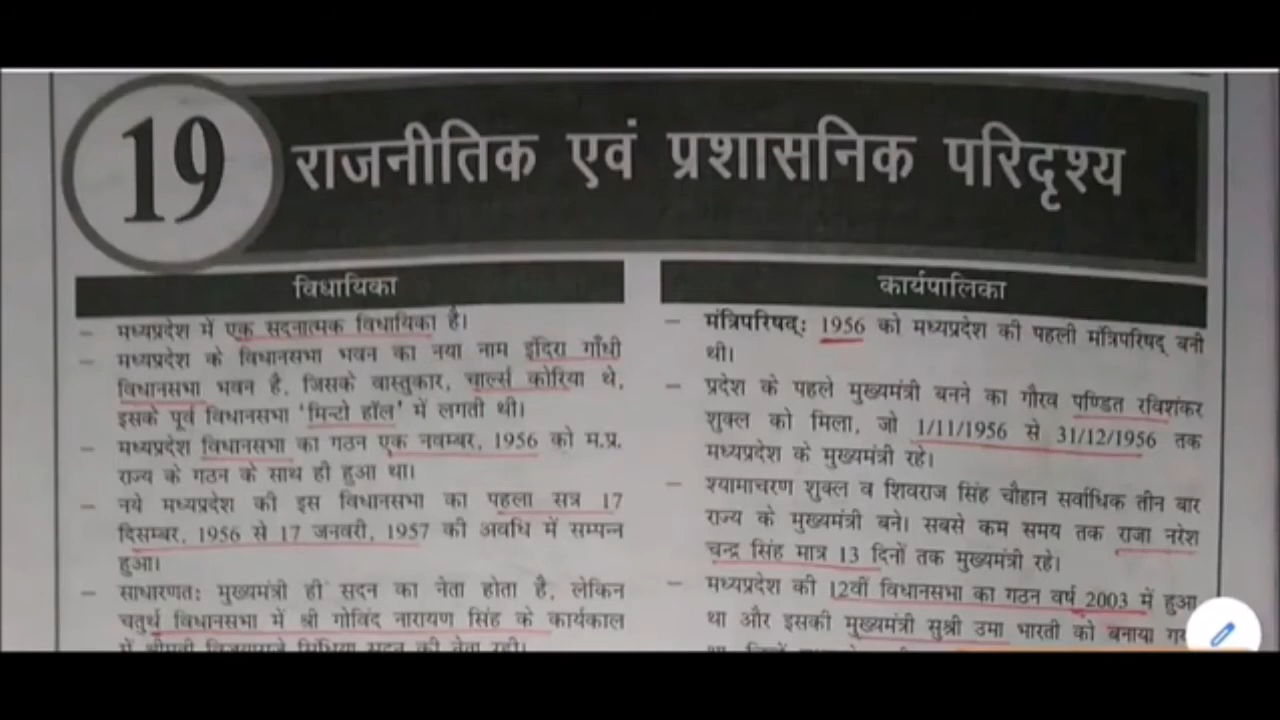 19
राजनीतिक एवं प्रशासनिक परिदृश्य
विधायिका
– मध्यप्रदेश में एक सदनात्मक विधायिका है।
– मध्यप्रदेश के विधानसभा भवन का नया नाम इंदिरा गाँधी
विधानसभा भवन है, जिसके वास्तुकार, चार्ल्स कोरिया थे,
इसके पूर्व विधानसभा ‘मिन्टो हॉल’ में लगती थी।
– मध्यप्रदेश विधानसभा का गठन एक नवम्बर, 1956 को म.प्र.
राज्य के गठन के साथ ही हुआ था।
– नये मध्यप्रदेश की इस विधानसभा का पहला सत्र 17
दिसम्बर, 1956 से 17 जनवरी, 1957 की अवधि में सम्पन्न
हुआ।
– साधारणतः मुख्यमंत्री ही सदन का नेता होता है, लेकिन
चतुर्थ विधानसभा में श्री गोविंद नारायण सिंह के कार्यकाल
में श्रीमती विजयाराजे सिंधिया सदन की नेता रही।
कार्यपालिका
– मंत्रिपरिषद्ः 1956 को मध्यप्रदेश की पहली मंत्रिपरिषद् बनी
थी।
– प्रदेश के पहले मुख्यमंत्री बनने का गौरव पण्डित रविशंकर
शुक्ल को मिला, जो 1/11/1956 से 31/12/1956 तक
मध्यप्रदेश के मुख्यमंत्री रहे।
– श्यामाचरण शुक्ल व शिवराज सिंह चौहान सर्वाधिक तीन बार
राज्य के मुख्यमंत्री बने। सबसे कम समय तक राजा नरेश
चन्द्र सिंह मात्र 13 दिनों तक मुख्यमंत्री रहे।
– मध्यप्रदेश की 12वीं विधानसभा का गठन वर्ष 2003 में हुआ
था और इसकी मुख्यमंत्री सुश्री उमा भारती को बनाया